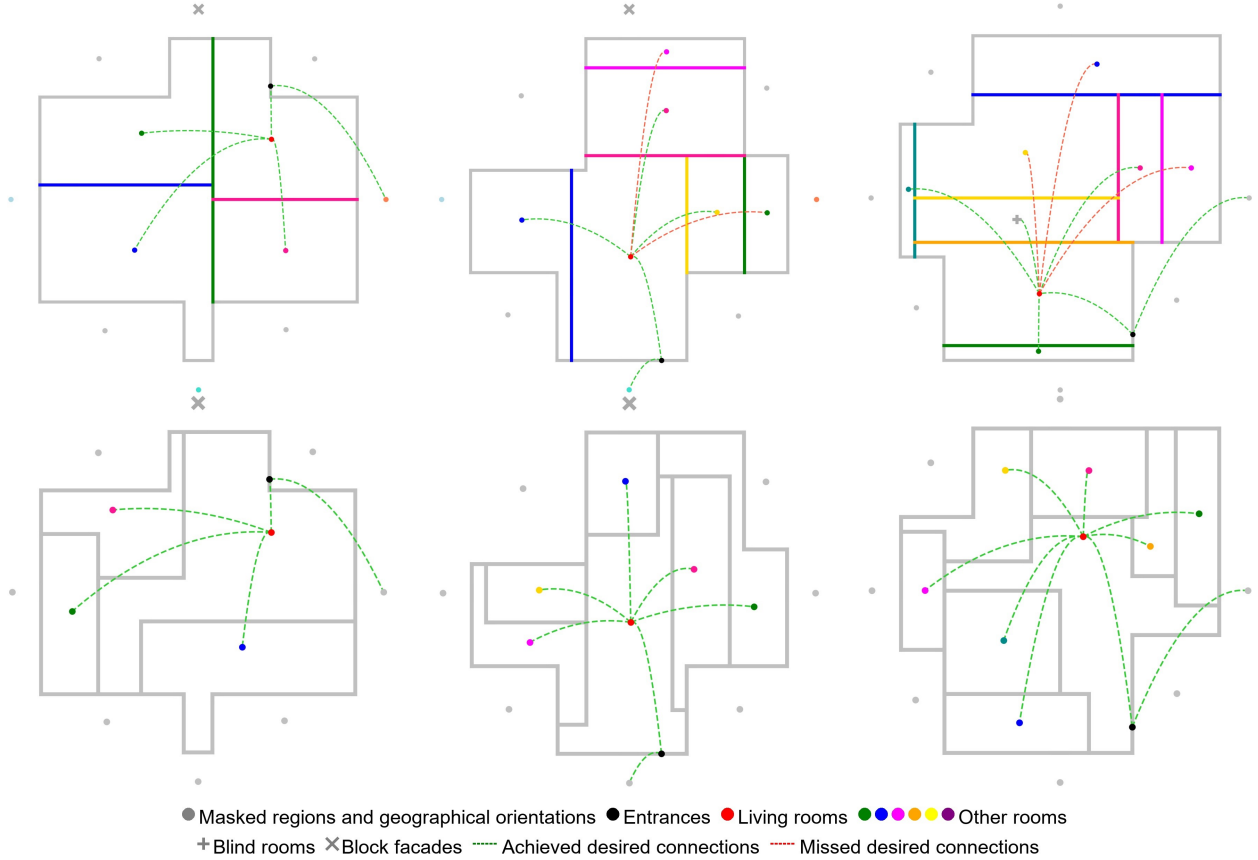 Masked regions and geographical orientations Entrances Living rooms Other rooms
Blind rooms Block facades Achieved desired connections Missed desired connections